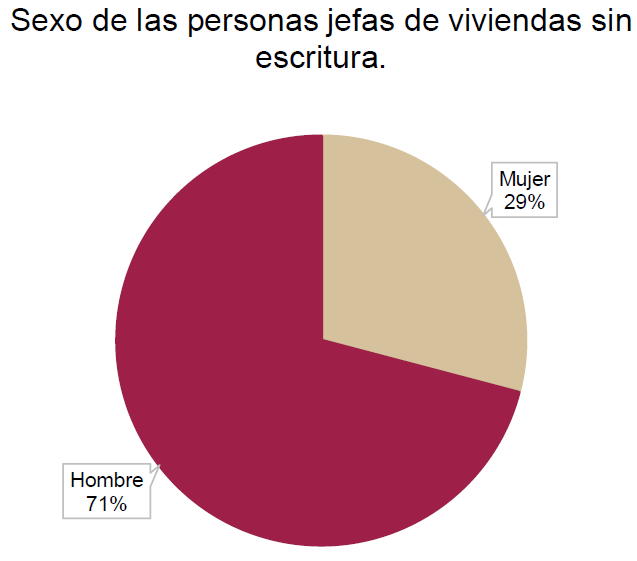 Sexo de las personas jefas de viviendas sin
escritura.
Mujer
29%
Hombre
71%